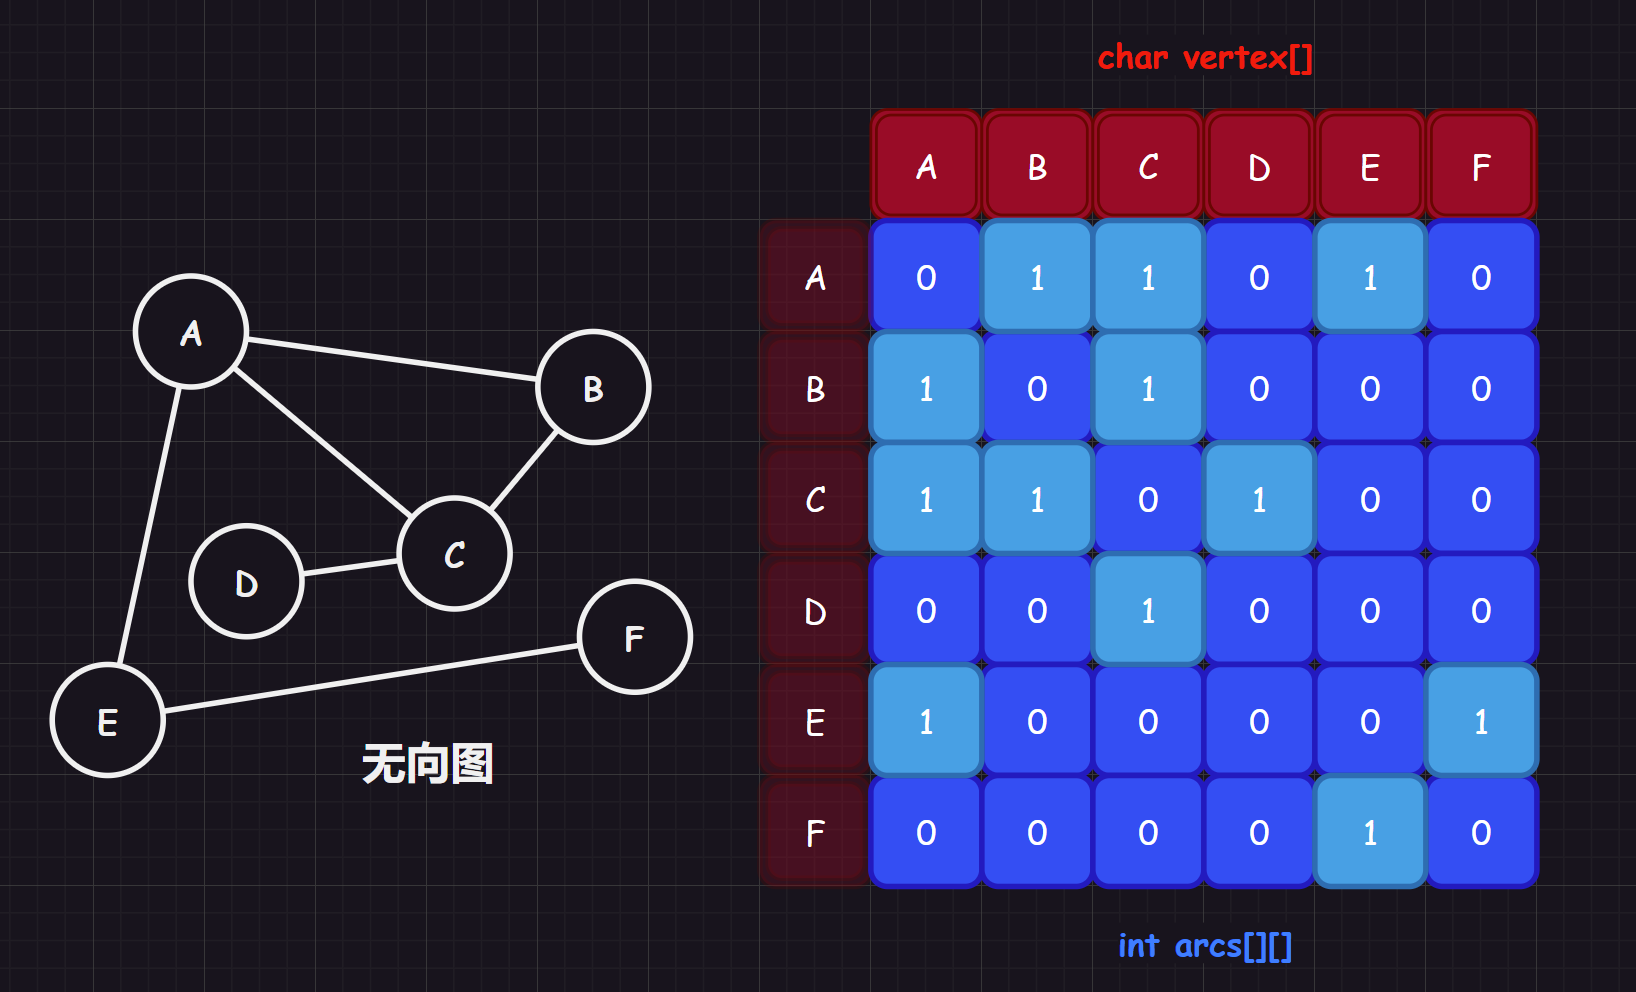 char vertex[]
A B C D E F
A 0 1 1 0 1 0
B 1 0 1 0 0 0
C 1 1 0 1 0 0
D 0 0 1 0 0 0
E 1 0 0 0 0 1
F 0 0 0 0 1 0
int arcs[][]
A
B
C
D
F
E
无向图